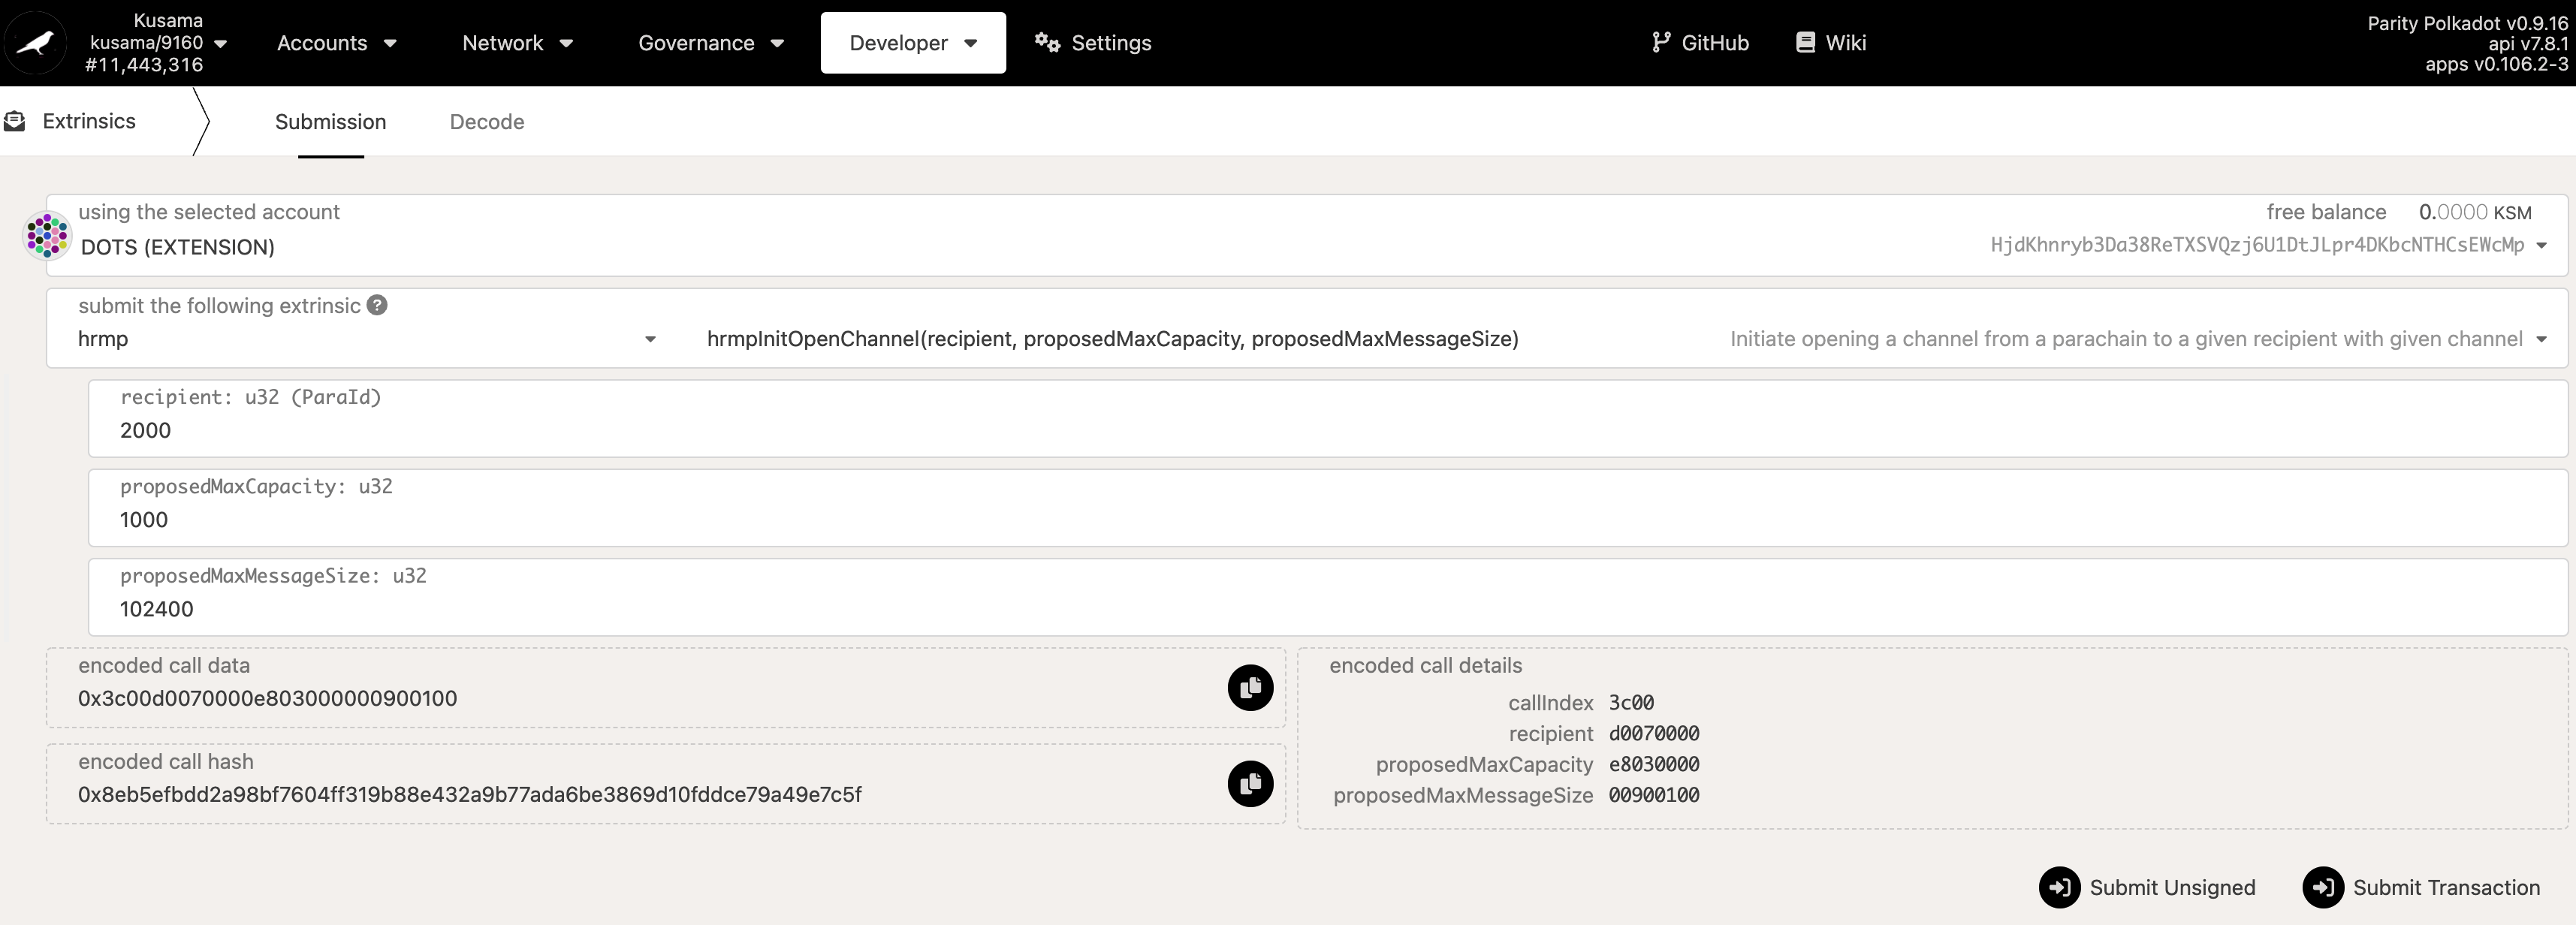 Kusama
kusama/9160
#11,443,316
Accounts
Network
Governance
Developer
Settings
GitHub
Wiki
Parity Polkadot v0.9.16
api v7.8.1
apps v0.106.2-3
Extrinsics
Submission
Decode
using the selected account
DOTS (EXTENSION)
free balance 0.0000 KSM
HjdKhnryb3Da38ReTXSVQzj6U1DtJLpr4DKbcNTHCsEWcMp
submit the following extrinsic ?
hrmp
hrmpInitOpenChannel(recipient, proposedMaxCapacity, proposedMaxMessageSize)
Initiate opening a channel from a parachain to a given recipient with given channel
recipient: u32 (ParaId)
2000
proposedMaxCapacity: u32
1000
proposedMaxMessageSize: u32
102400
encoded call data
0x3c00d0070000e803000000900100
encoded call details
callIndex 3c00
recipient d0070000
proposedMaxCapacity e8030000
proposedMaxMessageSize 00900100
encoded call hash
0x8eb5efbdd2a98bf7604ff319b88e432a9b77ada6be3869d10fddce79a49e7c5f
Submit Unsigned
Submit Transaction